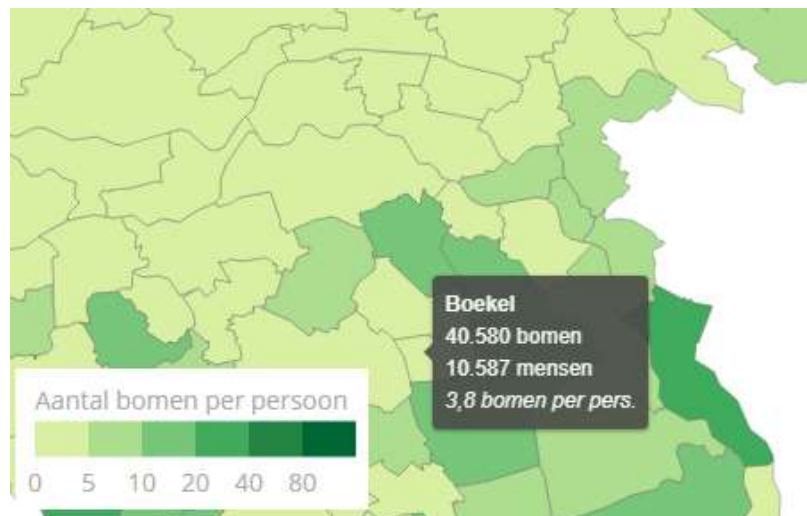 Boekel
40.580 bomen
10.587 mensen
3,8 bomen per pers.
Aantal bomen per persoon
0 5 10 20 40 80